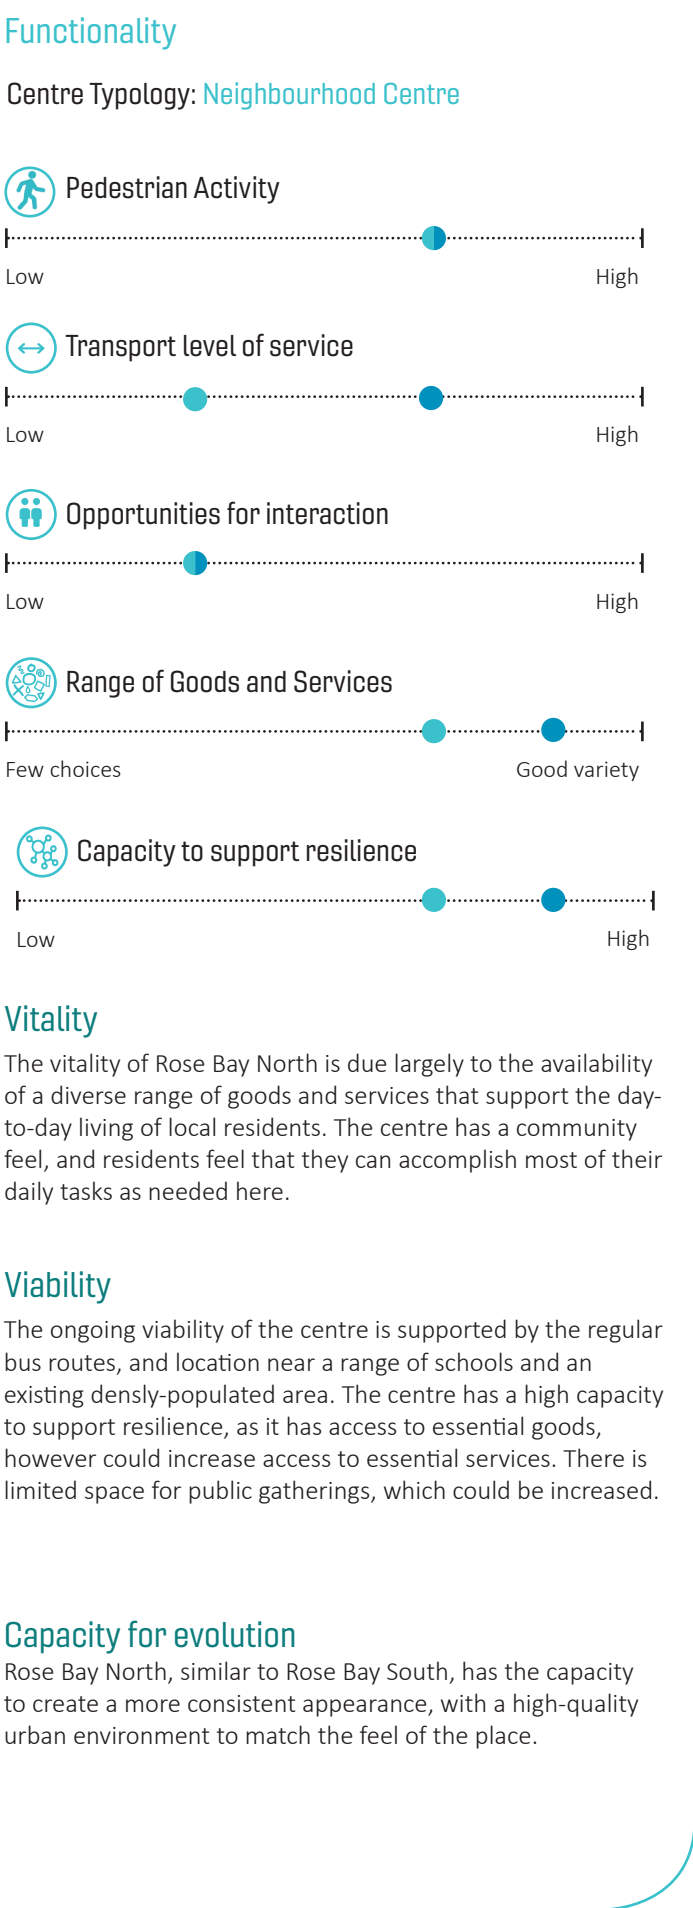 Functionality
Centre Typology: Neighbourhood Centre
Pedestrian Activity
Low High
Transport level of service
Low High
Opportunities for interaction
Low High
Range of Goods and Services
Few choices Good variety
Capacity to support resilience
Low High
Vitality
The vitality of Rose Bay North is due largely to the availability
of a diverse range of goods and services that support the day-
to-day living of local residents. The centre has a community
feel, and residents feel that they can accomplish most of their
daily tasks as needed here.
Viability
The ongoing viability of the centre is supported by the regular
bus routes, and location near a range of schools and an
existing densly-populated area. The centre has a high capacity
to support resilience, as it has access to essential goods,
however could increase access to essential services. There is
limited space for public gatherings, which could be increased.
Capacity for evolution
Rose Bay North, similar to Rose Bay South, has the capacity
to create a more consistent appearance, with a high-quality
urban environment to match the feel of the place.